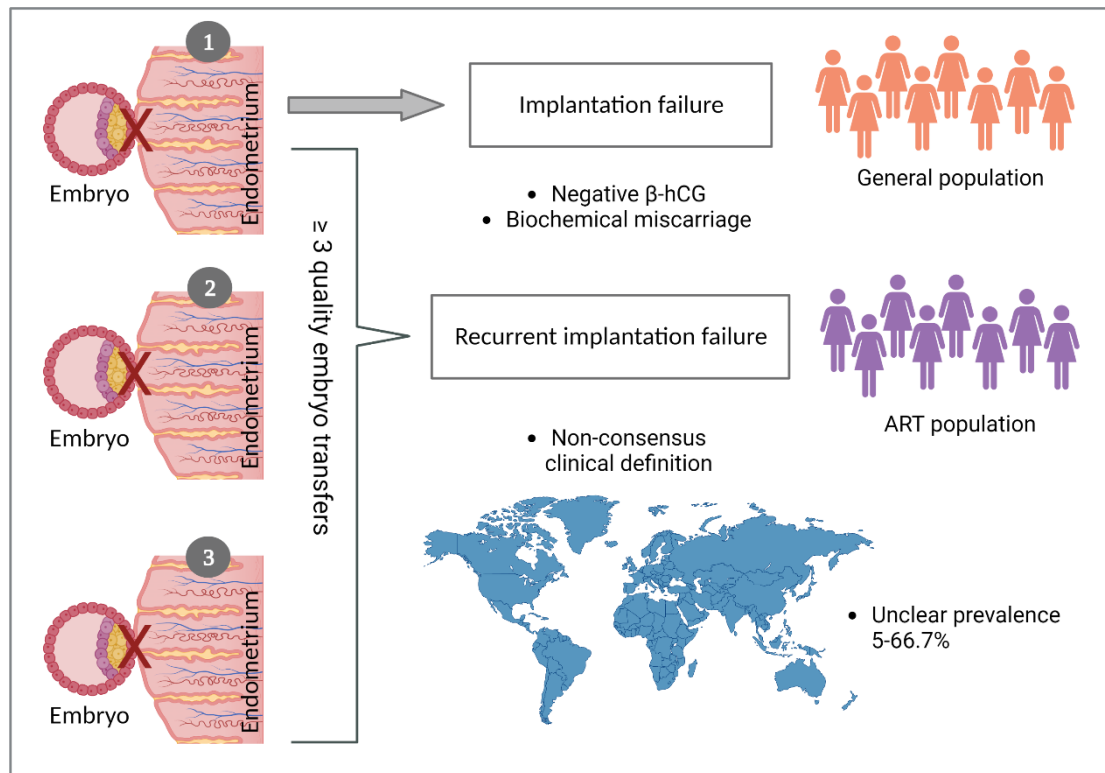 1
Embryo
Endometrium
Implantation failure
• Negative β-hCG
• Biochemical miscarriage
General population
≥ 3 quality embryo transfers
2
Embryo
Endometrium
Recurrent implantation failure
• Non-consensus
clinical definition
ART population
3
Embryo
Endometrium
• Unclear prevalence
5-66.7%